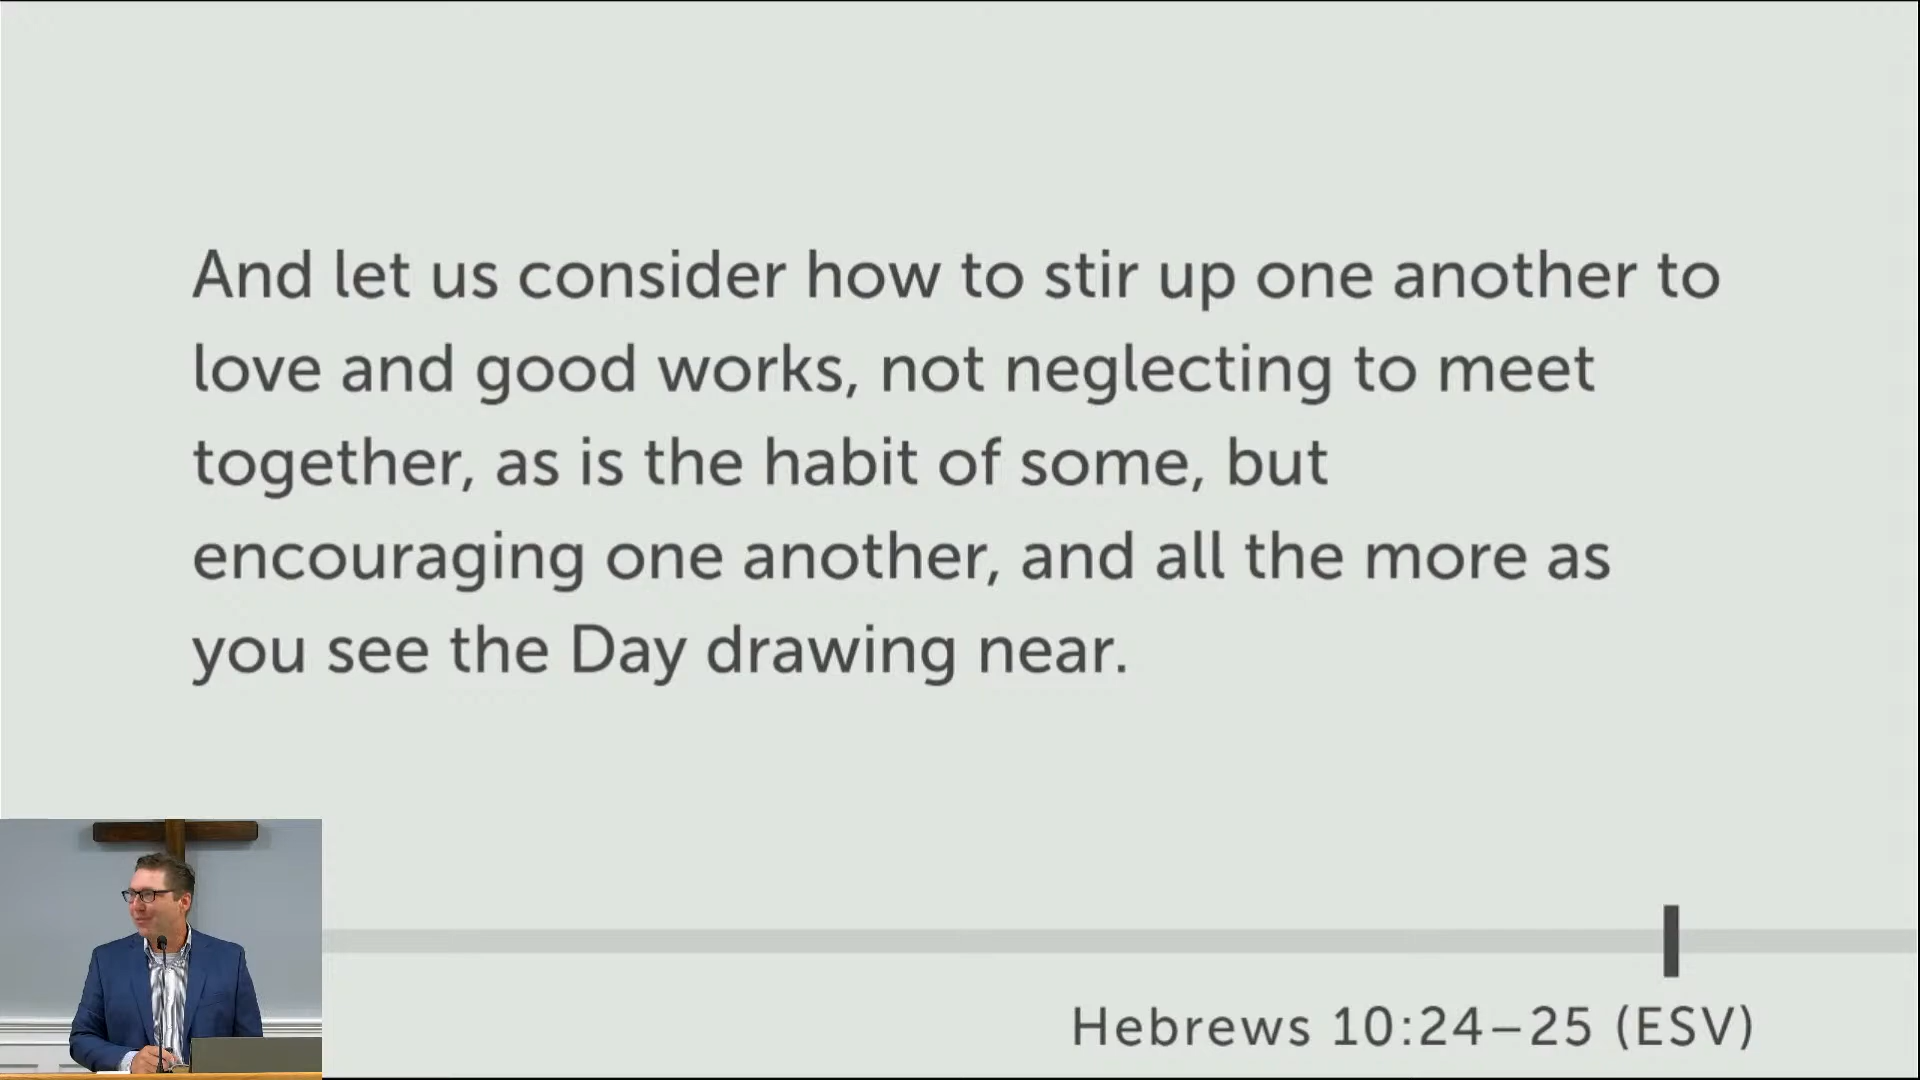 And let us consider how to stir up one another to
love and good works, not neglecting to meet
together, as is the habit of some, but
encouraging one another, and all the more as
you see the Day drawing near.
Hebrews 10:24–25 (ESV)